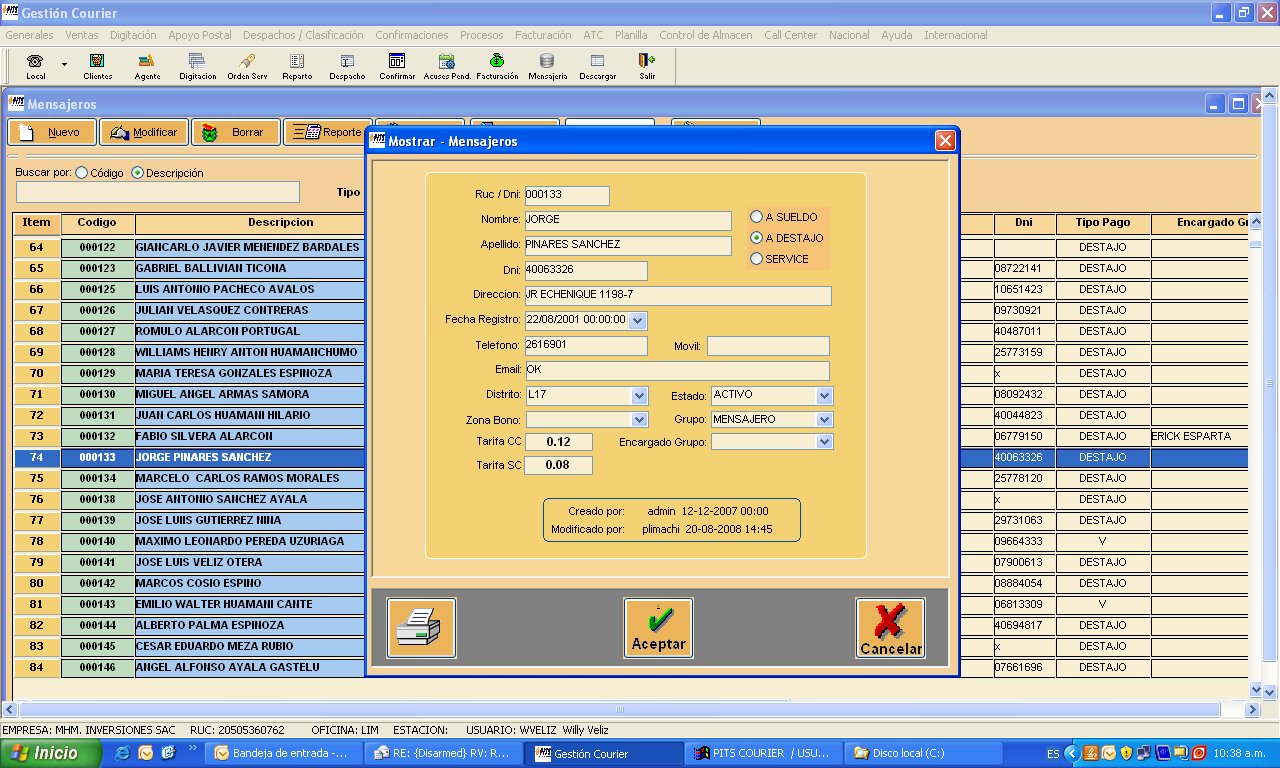 PITS Gestión Courier
Generales Ventas Digitación Apoyo Postal Despachos / Clasificación Confirmaciones Procesos Facturación ATC Planilla Control de Almacen Call Center Nacional Ayuda Internacional
Local Clientes Agente Digitacion Orden Serv Reparto Despacho Confirmar Acuses Pend. Facturación Mensajeria Descargar Salir
PITS Mensajeros
Nuevo Modificar Borrar Reporte
Buscar por: Código Descripción
Tipo
Item Codigo Descripcion Dni Tipo Pago Encargado Gr
64 000122 GIANCARLO JAVIER MENENDEZ BARDALES DESTAJO
65 000123 GABRIEL BALLIVIAN TICONA 08722141 DESTAJO
66 000125 LUIS ANTONIO PACHECO AVALOS 10651423 DESTAJO
67 000126 JULIAN VELASQUEZ CONTRERAS 09730921 DESTAJO
68 000127 ROMULO ALARCON PORTUGAL 40487011 DESTAJO
69 000128 WILLIAMS HENRY ANTON HUAMANCHUMO 25773159 DESTAJO
70 000129 MARIA TERESA GONZALES ESPINOZA x DESTAJO
71 000130 MIGUEL ANGEL ARMAS SAMORA 08092432 DESTAJO
72 000131 JUAN CARLOS HUAMANI HILARIO 40044823 DESTAJO
73 000132 FABIO SILVERA ALARCON 06779150 DESTAJO ERICK ESPARTA
74 000133 JORGE PINARES SANCHEZ 40063326 DESTAJO
75 000134 MARCELO CARLOS RAMOS MORALES 25778120 DESTAJO
76 000138 JOSE ANTONIO SANCHEZ AYALA x DESTAJO
77 000139 JOSE LUIIS GUTIERREZ NINA 29731063 DESTAJO
78 000140 MAXIMO LEONARDO PEREDA UZURIAGA 09664333 V
79 000141 JOSE LUIS VELIZ OTERA 07900613 DESTAJO
80 000142 MARCOS COSIO ESPINO 08884054 DESTAJO
81 000143 EMILIO WALTER HUAMANI CANTE 06813309 V
82 000144 ALBERTO PALMA ESPINOZA 40694817 DESTAJO
83 000145 CESAR EDUARDO MEZA RUBIO x DESTAJO
84 000146 ANGEL ALFONSO AYALA GASTELU 07661696 DESTAJO
PITS Mostrar - Mensajeros
Ruc / Dni: 000133
Nombre: JORGE
Apellido: PINARES SANCHEZ
A SUELDO
A DESTAJO
SERVICE
Dni: 40063326
Direccion: JR ECHENIQUE 1198-7
Fecha Registro: 22/08/2001 00:00:00
Telefono: 2616901 Movil:
Email: OK
Distrito: L17 Estado: ACTIVO
Zona Bono: Grupo: MENSAJERO
Tarifa CC 0.12 Encargado Grupo:
Tarifa SC 0.08
Creado por: admin 12-12-2007 00:00
Modificado por: plimachi 20-08-2008 14:45
Aceptar Cancelar
EMPRESA: MHM. INVERSIONES SAC RUC: 20505360762 OFICINA: LIM ESTACION: USUARIO: WVELIZ Willy Veliz
Inicio » Bandeja de entrada -... RE: {Disarmed} RV: R... Gestión Courier PITS COURIER / USU... Disco local (C:) ES 10:38 a.m.